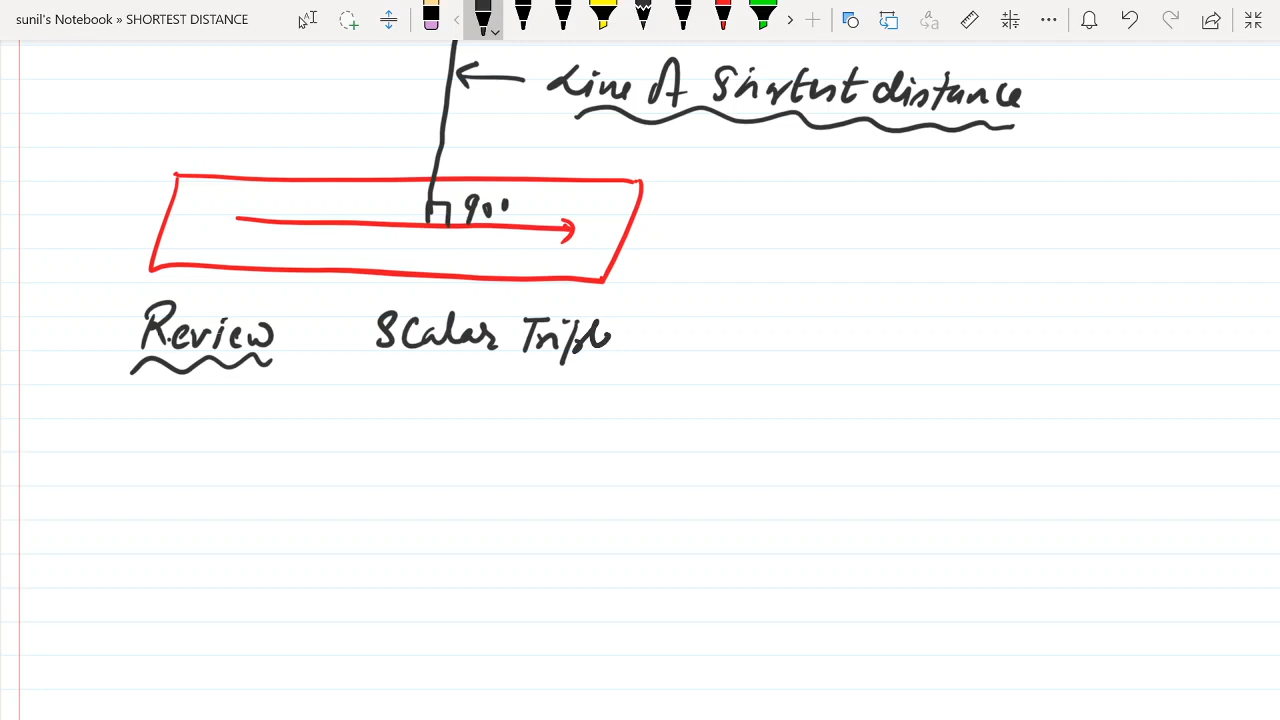 sunil's Notebook » SHORTEST DISTANCE
Line of Shortest distance
90°
Review Scalar Triple